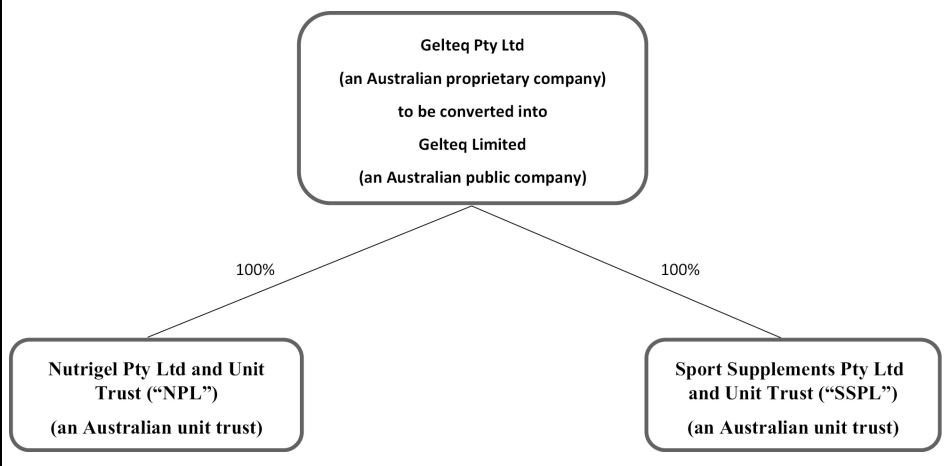 Gelteq Pty Ltd
(an Australian proprietary company)
to be converted into
Gelteq Limited
(an Australian public company)
100%
100%
Nutrigel Pty Ltd and Unit
Trust (“NPL”)
(an Australian unit trust)
Sport Supplements Pty Ltd
and Unit Trust (“SSPL”)
(an Australian unit trust)